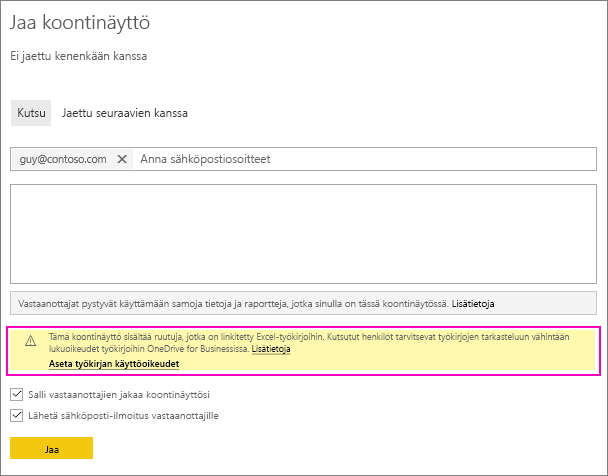 Jaa koontinäyttö
Ei jaettu kenenkään kanssa
Kutsu Jaettu seuraavien kanssa
guy@contoso.com Anna sähköpostiosoitteet
Vastaanottajat pystyvät käyttämään samoja tietoja ja raportteja, jotka sinulla on tässä koontinäytössä. Lisätietoja
Tämä koontinäyttö sisältää ruutuja, jotka on linkitetty Excel-työkirjoihin. Kutsutut henkilöt tarvitsevat työkirjojen tarkasteluun vähintään
lukuoikeudet työkirjoihin OneDrive for Businessissa. Lisätietoja
Aseta työkirjan käyttöoikeudet
Salli vastaanottajien jakaa koontinäyttösi
Lähetä sähköposti-ilmoitus vastaanottajille
Jaa